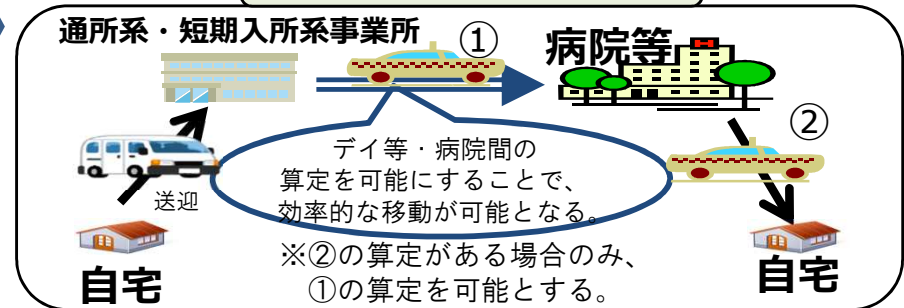 通所系・短期入所系事業所
①
病院等
②
デイ等・病院間の
算定を可能にすることで、
効率的な移動が可能となる。
送迎
※②の算定がある場合のみ、
①の算定を可能とする。
自宅
自宅